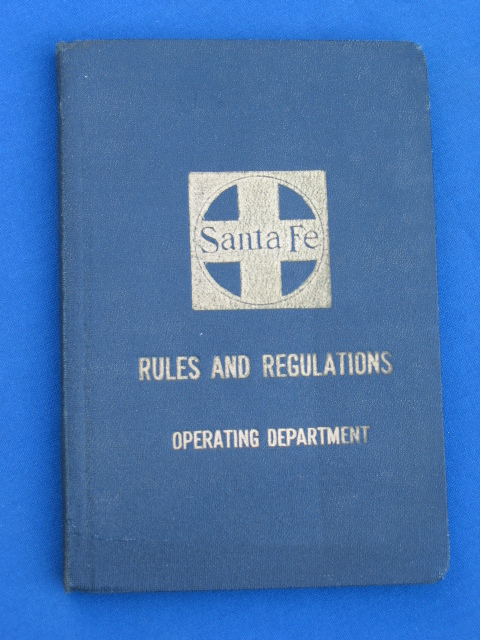 Santa Fe
RULES AND REGULATIONS
OPERATING DEPARTMENT